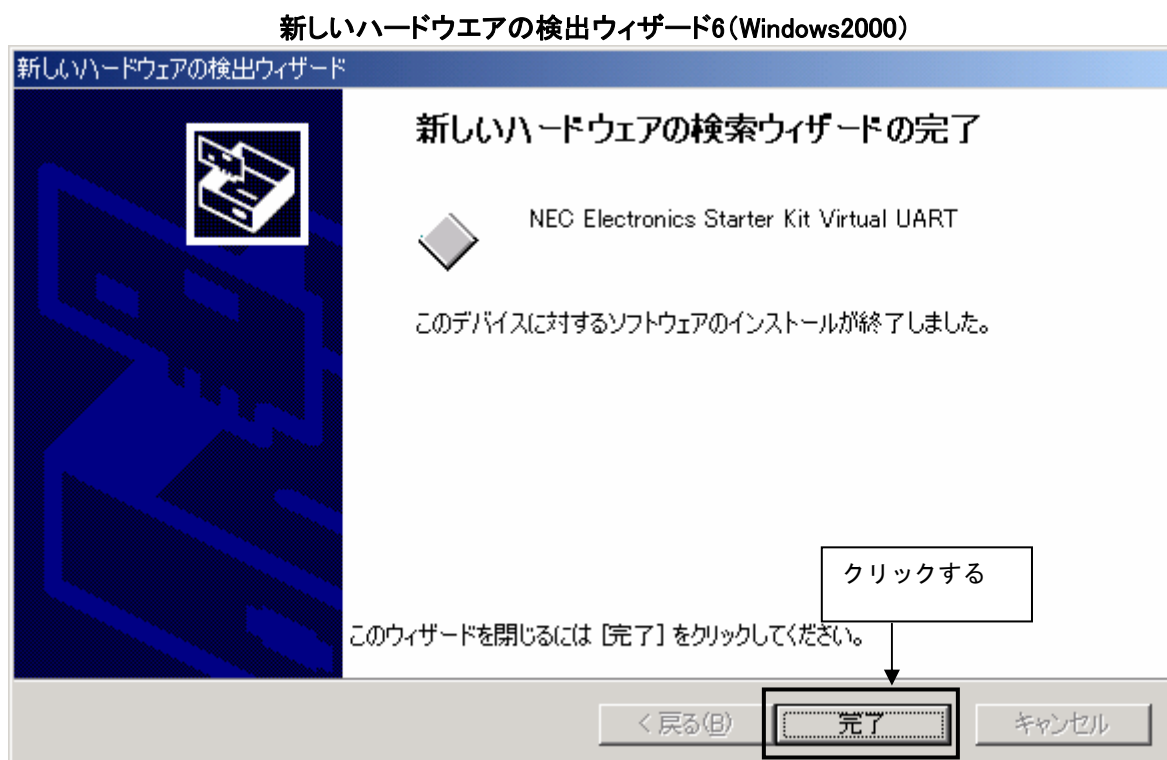 新しいハードウエアの検出ウィザード6(Windows2000)
新しいハードウェアの検出ウィザード
新しいハードウェアの検索ウィザードの完了
NEC Electronics Starter Kit Virtual UART
このデバイスに対するソフトウェアのインストールが終了しました。
クリックする
このウィザードを閉じるには [完了] をクリックしてください。
< 戻る(B)
完了
キャンセル